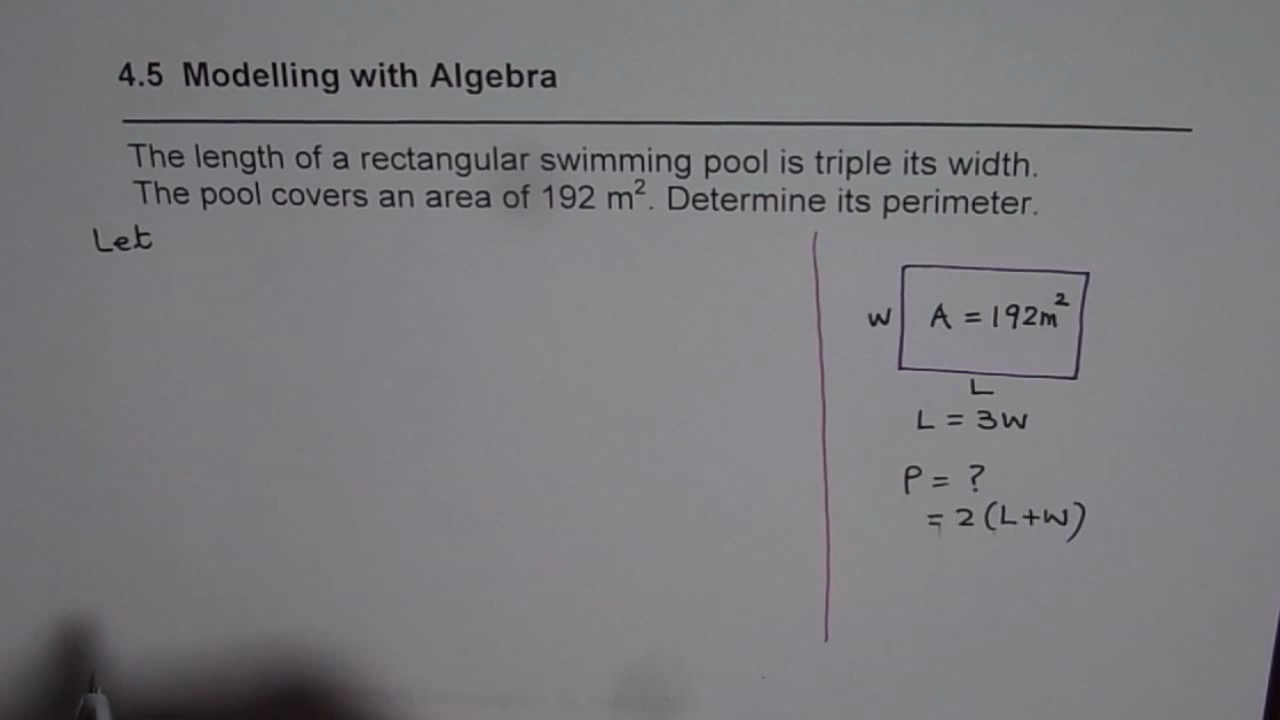 4.5 Modelling with Algebra
The length of a rectangular swimming pool is triple its width.
The pool covers an area of 192 m². Determine its perimeter.
Let
W
A = 192m²
L
L = 3W
P = ?
= 2(L+W)